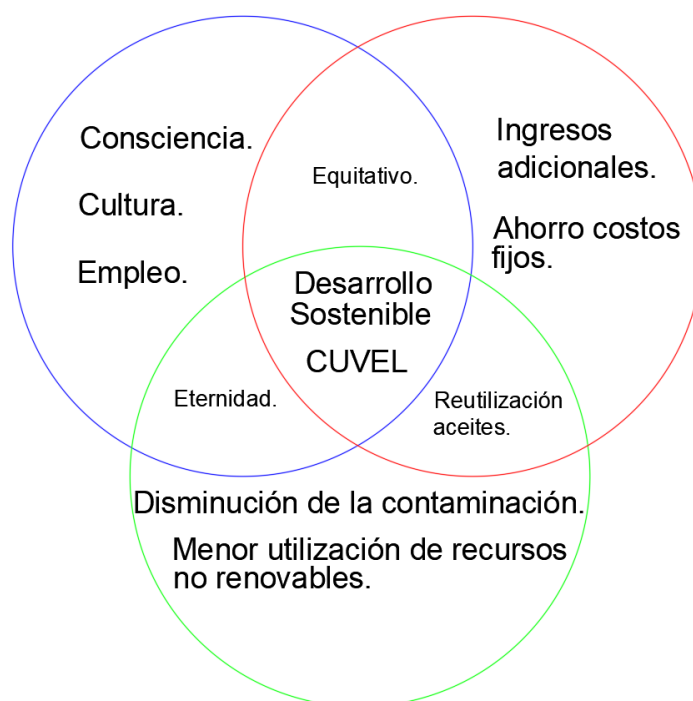 Consciencia.
Cultura.
Empleo.
Equitativo.
Ingresos
adicionales.
Ahorro costos
fijos.
Desarrollo
Sostenible
CUVEL
Eternidad.
Reutilización
aceites.
Disminución de la contaminación.
Menor utilización de recursos
no renovables.